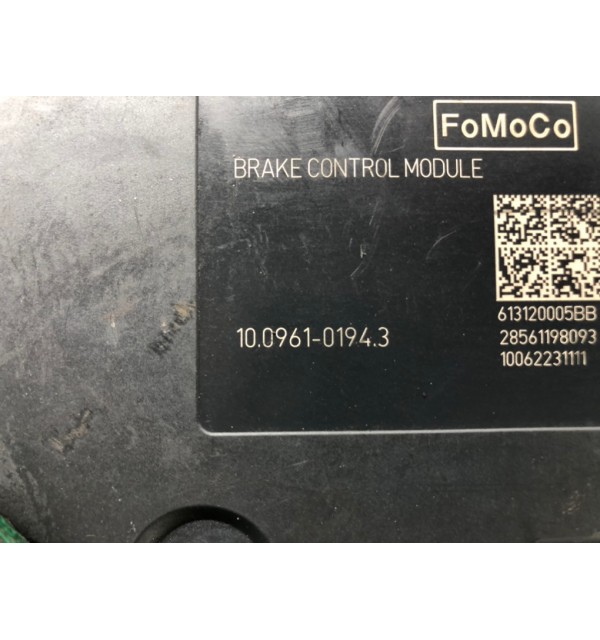 FoMoCo
BRAKE CONTROL MODULE
613120005BB
10.0961-0194.3
28561198093
10062231111